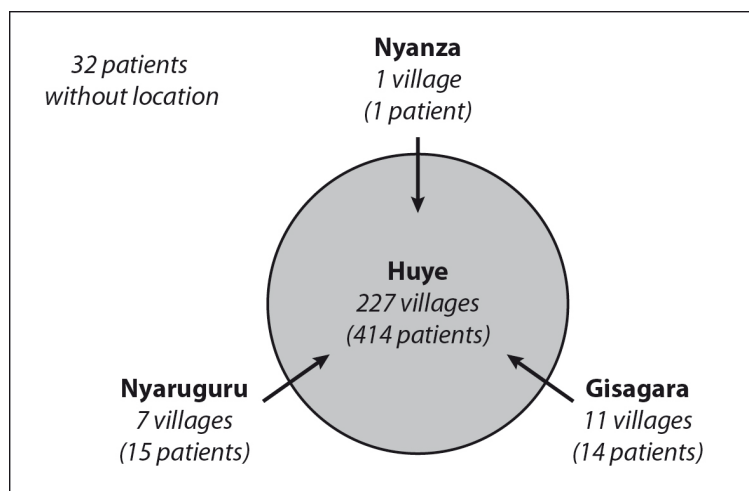 32 patients
without location
Nyanza
1 village
(1 patient)
Huye
227 villages
(414 patients)
Nyaruguru
7 villages
(15 patients)
Gisagara
11 villages
(14 patients)